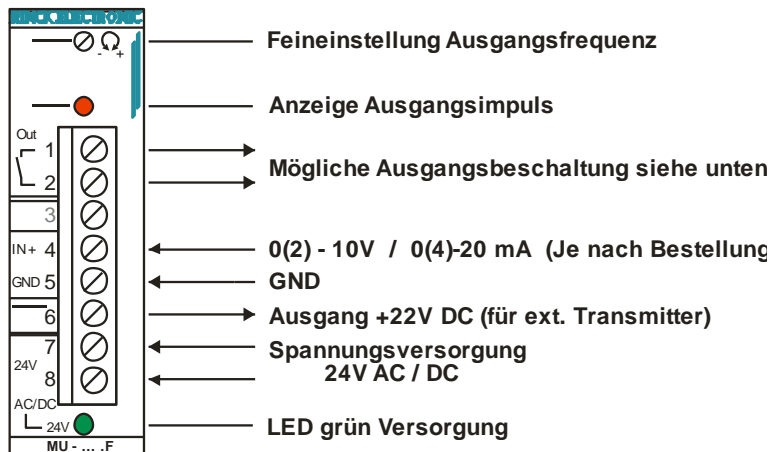 RINCK ELECTRONIC
- +
Feineinstellung Ausgangsfrequenz
Anzeige Ausgangsimpuls
Out
1
2
Mögliche Ausgangsbeschaltung siehe unten
3
IN+ 4
0(2) - 10V / 0(4)-20 mA (Je nach Bestellung
GND 5
GND
6
Ausgang +22V DC (für ext. Transmitter)
7
Spannungsversorgung
24V
8
24V AC / DC
AC/DC
24V
LED grün Versorgung
MU - ... .F